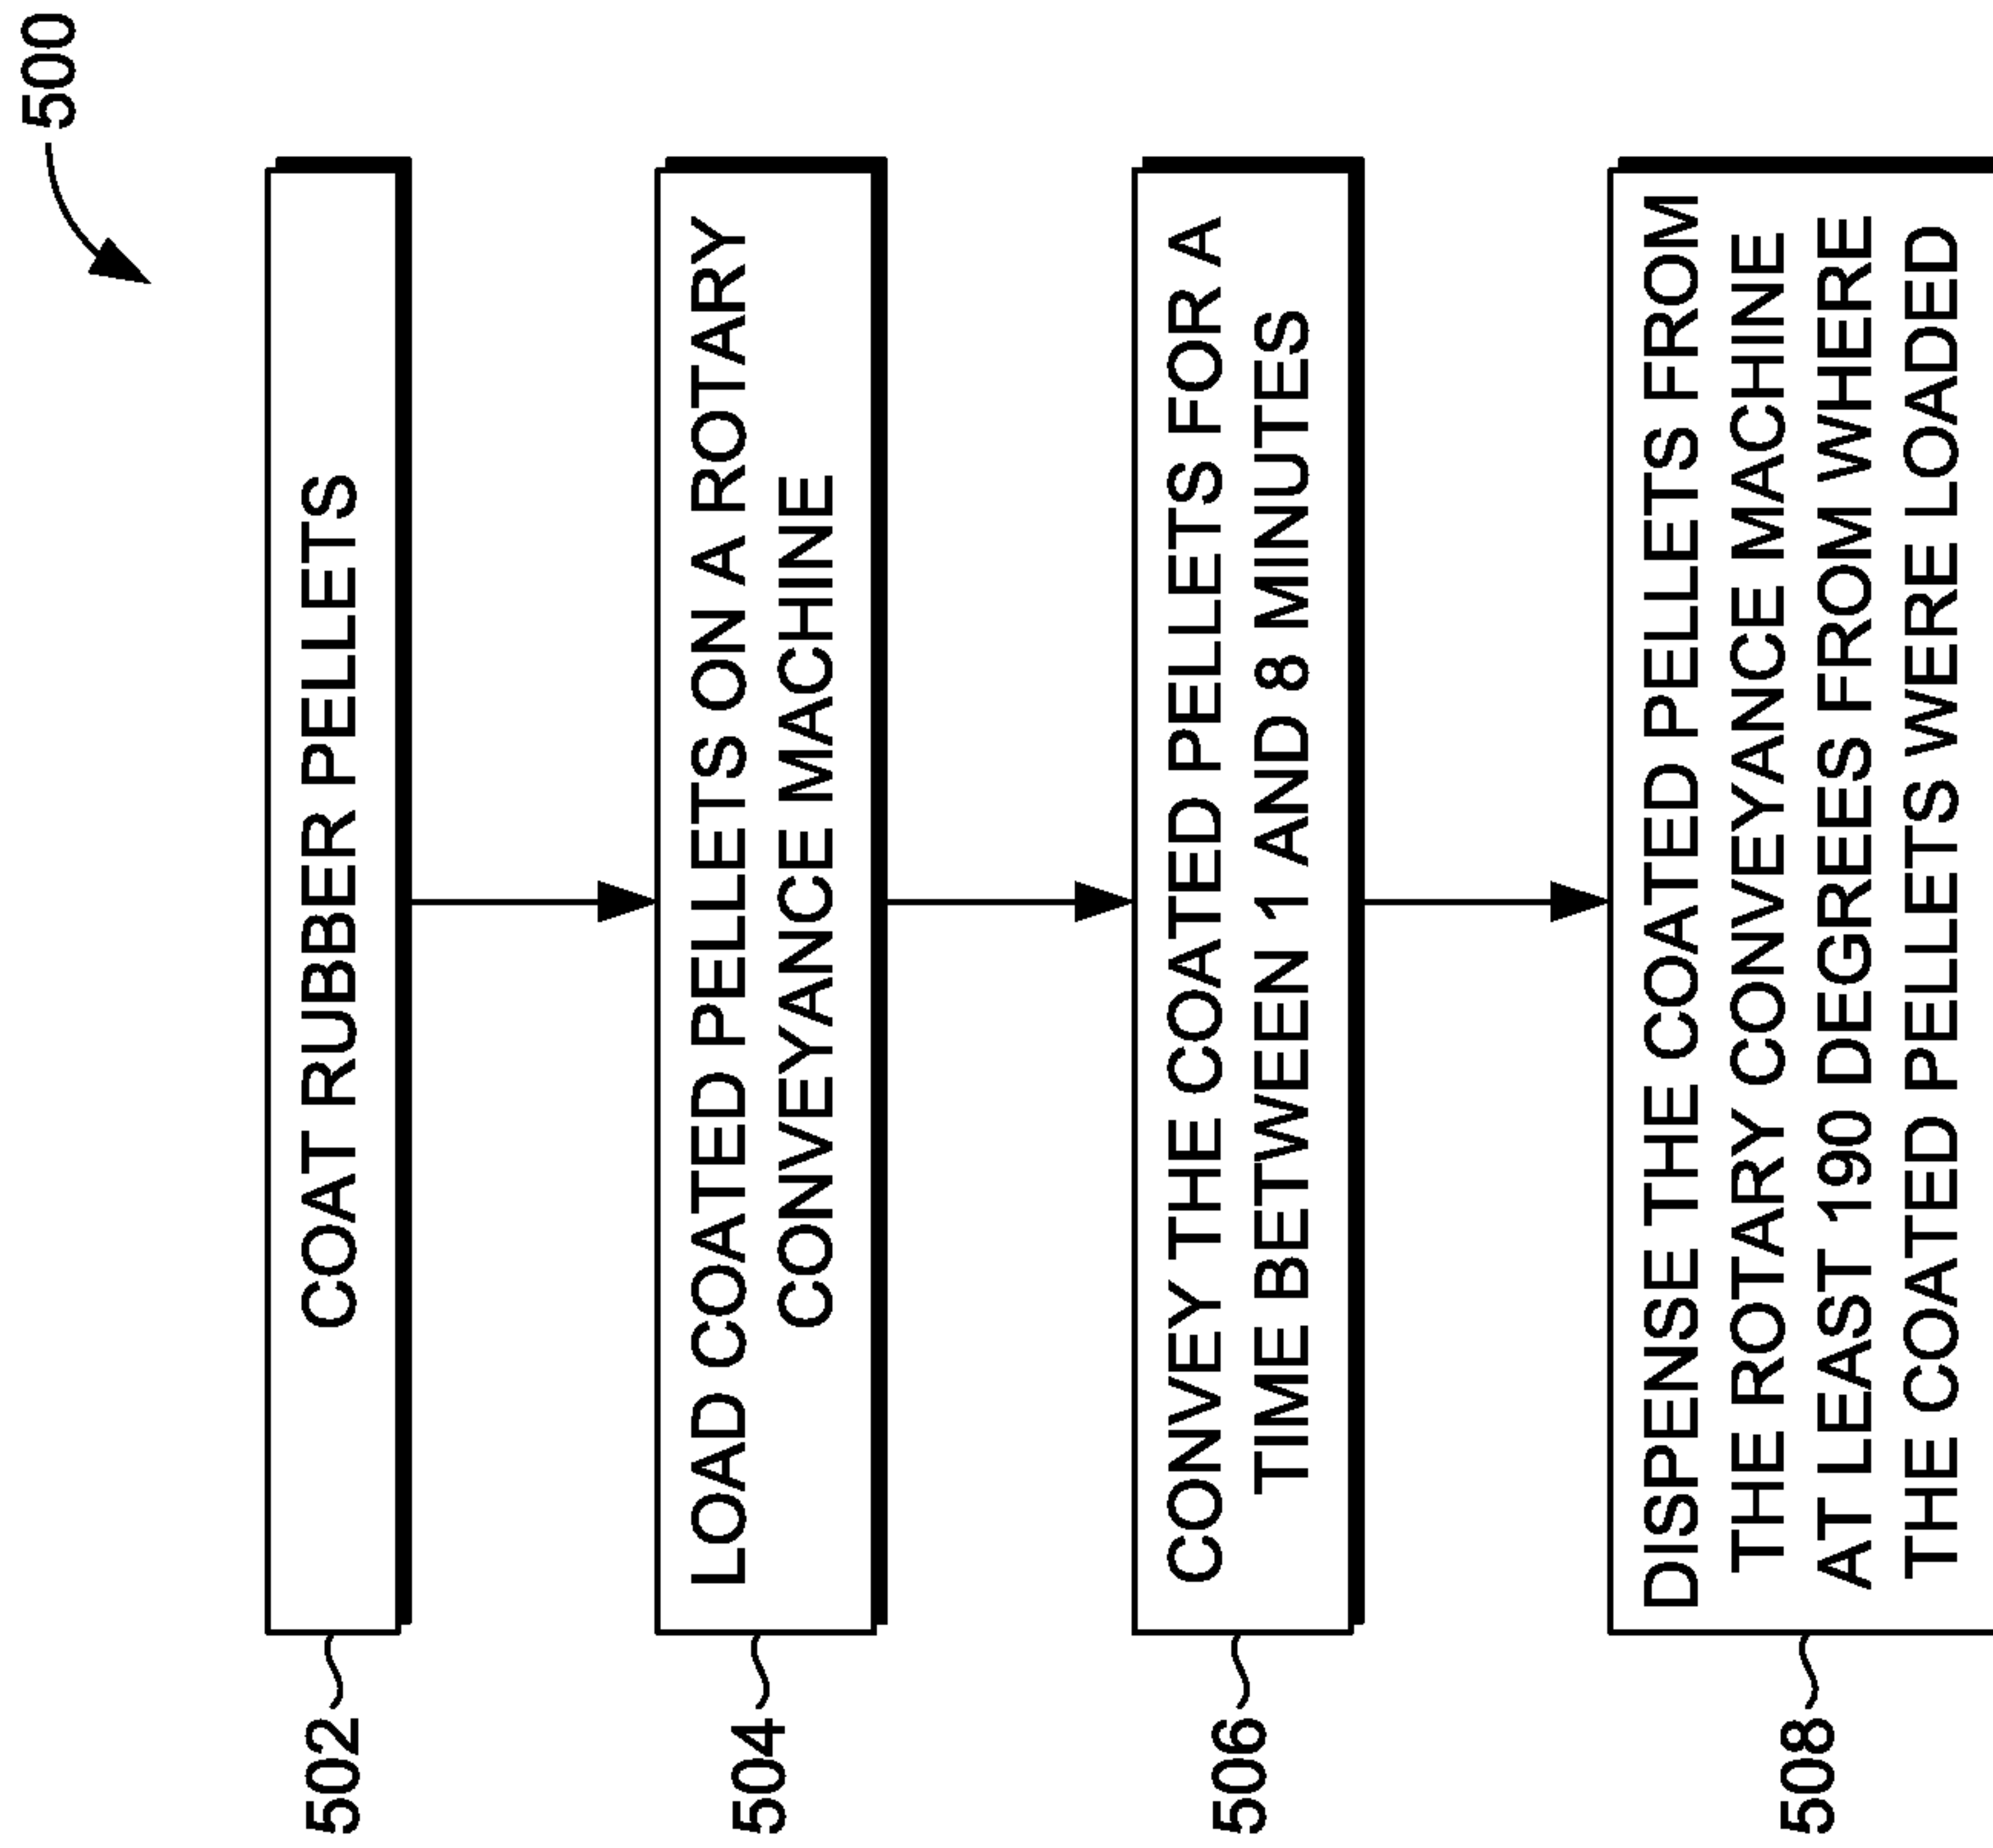 500
502
COAT RUBBER PELLETS
504
LOAD COATED PELLETS ON A ROTARY
CONVEYANCE MACHINE
506
CONVEY THE COATED PELLETS FOR A
TIME BETWEEN 1 AND 8 MINUTES
508
DISPENSE THE COATED PELLETS FROM
THE ROTARY CONVEYANCE MACHINE
AT LEAST 190 DEGREES FROM WHERE
THE COATED PELLETS WERE LOADED